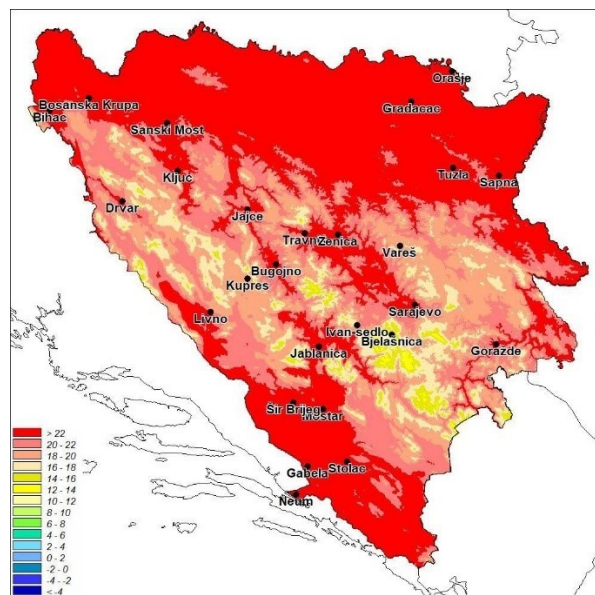 Orašje
Bosanska Krupa
Gradačac
Bihać
Sanski Most
Ključ
Tuzla
Sapna
Drvar
Jajce
Travnik
Zenica
Vareš
Bugojno
Kupres
Sarajevo
Livno
Ivan-sedlo
Bjelašnica
Jablanica
Goražde
Šir Brijeg
Mostar
Gabela
Stolac
Neum
> 22
20 - 22
18 - 20
16 - 18
14 - 16
12 - 14
10 - 12
8 - 10
6 - 8
4 - 6
2 - 4
0 - 2
-2 - 0
-4 - -2
< -4